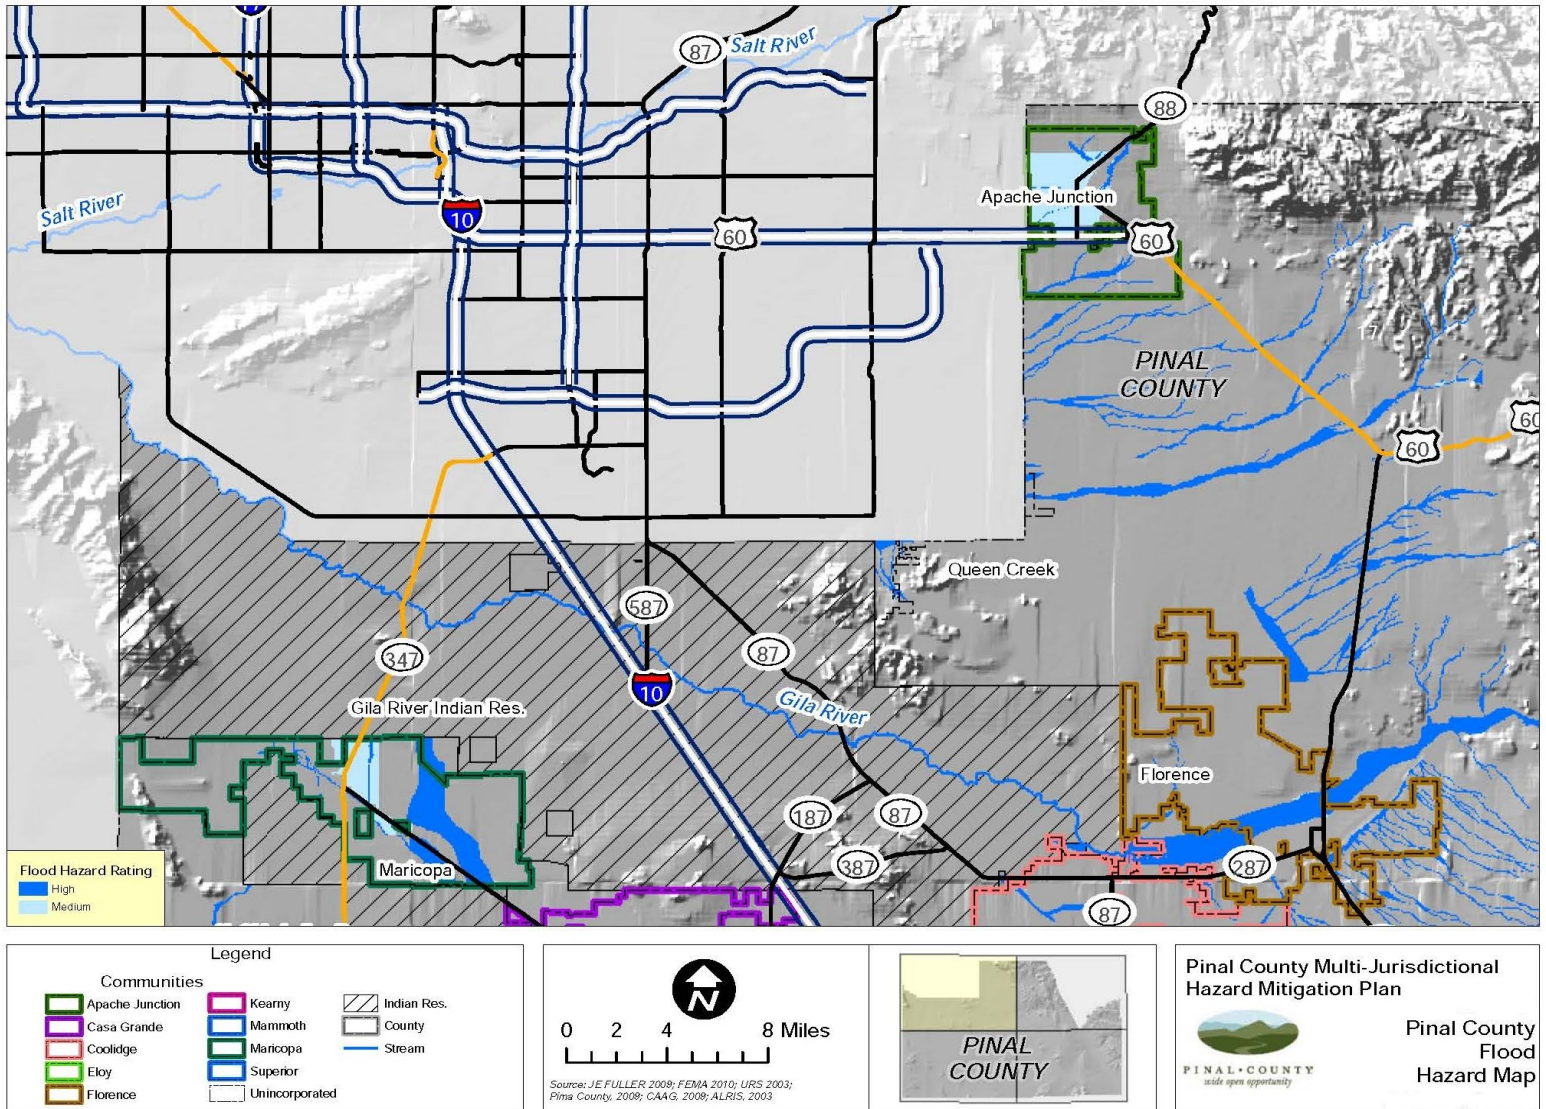 17
87
Salt River
88
Salt River
10
60
Apache Junction
60
17
PINAL
COUNTY
60
60
Queen Creek
587
347
87
Gila River Indian Res.
10
Gila River
Florence
187
87
387
287
Maricopa
87
Flood Hazard Rating
High
Medium
Legend
Communities
Apache Junction
Casa Grande
Coolidge
Eloy
Florence
Kearny
Mammoth
Maricopa
Superior
Unincorporated
Indian Res.
County
Stream
N
0 2 4 8 Miles
Source: JE FULLER 2009; FEMA 2010; URS 2003;
Pima County, 2009; CAAG, 2009; ALRIS, 2003
PINAL
COUNTY
Pinal County Multi-Jurisdictional
Hazard Mitigation Plan
PINAL • COUNTY
wide open opportunity
Pinal County
Flood
Hazard Map